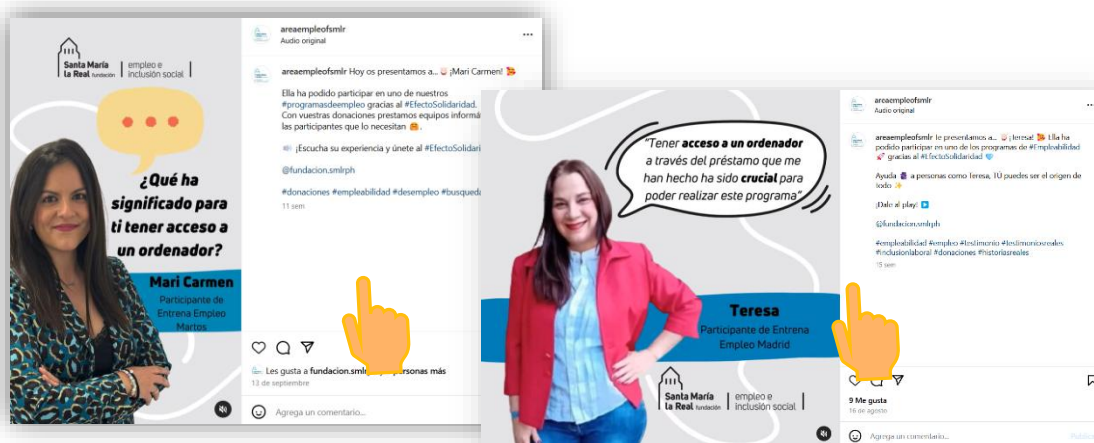 Santa María
la Real fundación
empleo e
inclusión social
¿Qué ha
significado para
ti tener acceso a
un ordenador?
Mari Carmen
Participante de
Entrena Empleo
Martos
areaempleofsmlr
Audio original
areaempleofsmlr Hoy os presentamos a... ¡Mari Carmen!
Ella ha podido participar en uno de nuestros
#programasdeempleo gracias al #EfectoSolidaridad.
Con vuestras donaciones prestamos equipos informá
las participantes que lo necesitan
¡Escucha su experiencia y únete al #EfectoSolidari
@fundacion.smlrph
#donaciones #empleabilidad #desempleo #busqueda
11 sem
Les gusta a fundacion.smlr personas más
13 de septiembre
Agrega un comentario...
"Tener acceso a un ordenador
a través del préstamo que me
han hecho ha sido crucial para
poder realizar este programa"
Teresa
Participante de Entrena
Empleo Madrid
Santa María
la Real fundación
empleo e
inclusión social
areaempleofsmlr
Audio original
areaempleofsmlr Te presentamos a... ¡Teresa! Ella ha
podido participar en uno de los programas de #Empleabilidad
gracias al #EfectoSolidaridad
Ayuda a personas como Teresa, TÚ puedes ser el origen de
todo
¡Dale al play!
@fundacion.smlrph
#empleabilidad #empleo #testimonio #testimoniosreales
#inclusionlaboral #donaciones #historiasreales
15 sem
9 Me gusta
16 de agosto
Agrega un comentario...